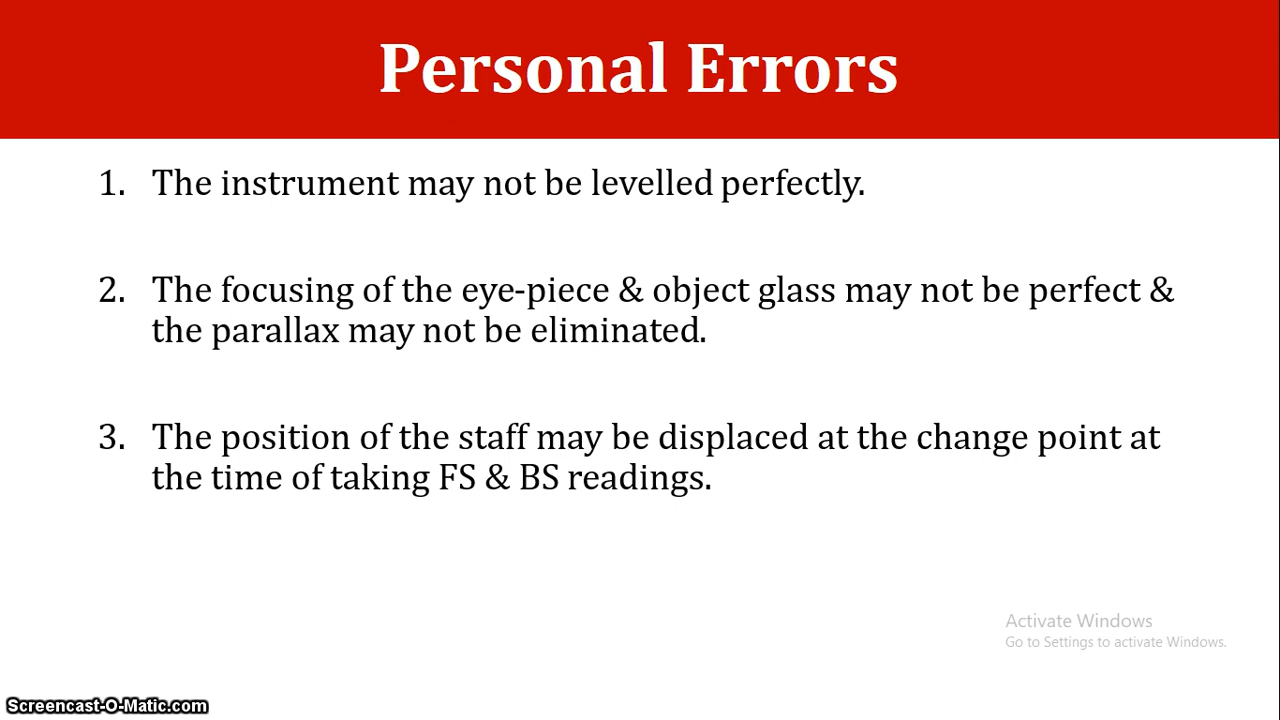 Personal Errors
1. The instrument may not be levelled perfectly.
2. The focusing of the eye-piece & object glass may not be perfect &
the parallax may not be eliminated.
3. The position of the staff may be displaced at the change point at
the time of taking FS & BS readings.
Activate Windows
Go to Settings to activate Windows.
Screencast-O-Matic.com